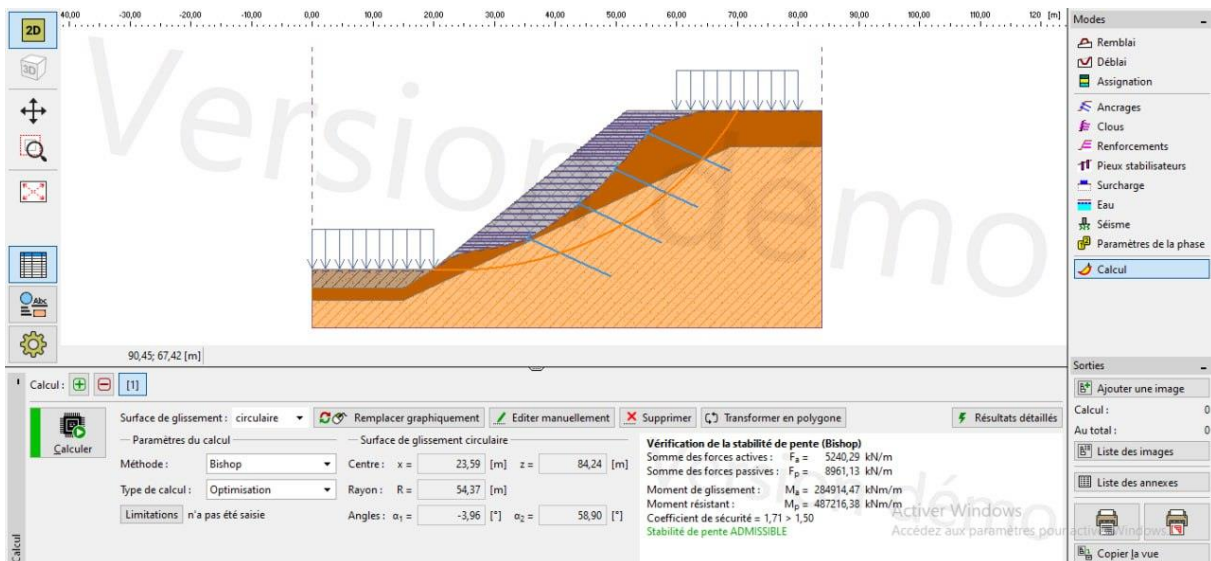 40,00 -30,00 -20,00 -10,00 0,00 10,00 20,00 30,00 40,00 50,00 60,00 70,00 80,00 90,00 100,00 110,00 120 [m]
2D
3D
Version démo
90,45; 67,42 [m]
Modes
Remblai
Déblai
Assignation
Ancrages
Clous
Renforcements
Pieux stabilisateurs
Surcharge
Eau
Séisme
Paramètres de la phase
Calcul
Calcul : [1]
Calculer
Surface de glissement : circulaire Remplacer graphiquement Editer manuellement Supprimer Transformer en polygone Résultats détaillés
Paramètres du calcul
Méthode : Bishop
Type de calcul : Optimisation
Limitations n'a pas été saisie
Surface de glissement circulaire
Centre : x = 23,59 [m] z = 84,24 [m]
Rayon : R = 54,37 [m]
Angles : α1 = -3,96 [°] α2 = 58,90 [°]
Vérification de la stabilité de pente (Bishop)
Somme des forces actives : Fa = 5240,29 kN/m
Somme des forces passives : Fp = 8961,13 kN/m
Moment de glissement : Ma = 284914,47 kNm/m
Moment résistant : Mp = 487216,38 kNm/m
Coefficient de sécurité = 1,71 > 1,50
Stabilité de pente ADMISSIBLE
version démo
Activer Windows
Accédez aux paramètres pour activer Windows.
Calcul
Sorties
Ajouter une image
Calcul : 0
Au total : 0
Liste des images
Liste des annexes
Copier la vue